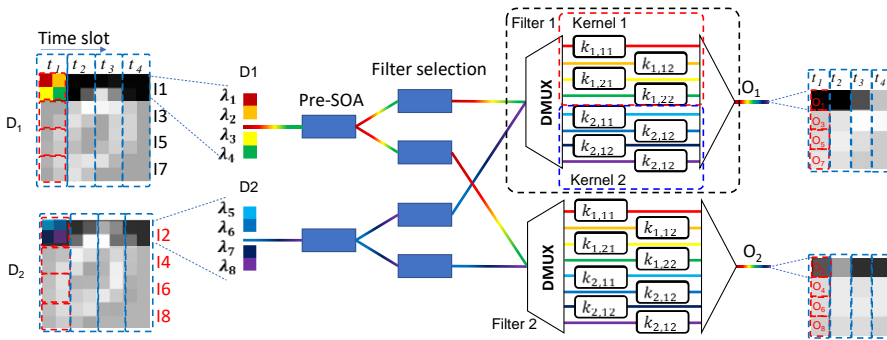 Time slot
t1 t2 t3 t4
D1
I1
I3
I5
I7
D2
I2
I4
I6
I8
D1
λ1
λ2
λ3
λ4
D2
λ5
λ6
λ7
λ8
Pre-SOA
Filter selection
Filter 1 Kernel 1
DMUX
k1,11
k1,12
k1,21
k1,22
k2,11
k2,12
k2,12
k2,12
Kernel 2
O1
DMUX
k1,11
k1,12
k1,21
k1,22
k2,11
k2,12
k2,12
k2,12
Filter 2
O2
t1 t2 t3 t4
O1
O3
O5
O7
O4
O6
O8